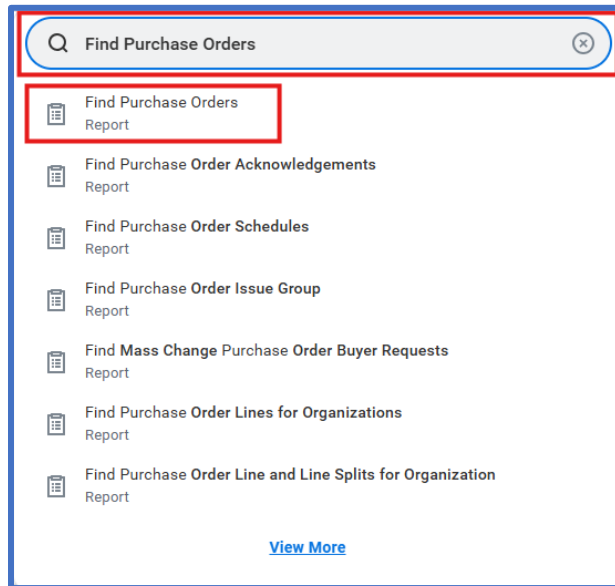 Find Purchase Orders
Find Purchase Orders
Report
Find Purchase Order Acknowledgements
Report
Find Purchase Order Schedules
Report
Find Purchase Order Issue Group
Report
Find Mass Change Purchase Order Buyer Requests
Report
Find Purchase Order Lines for Organizations
Report
Find Purchase Order Line and Line Splits for Organization
Report
View More